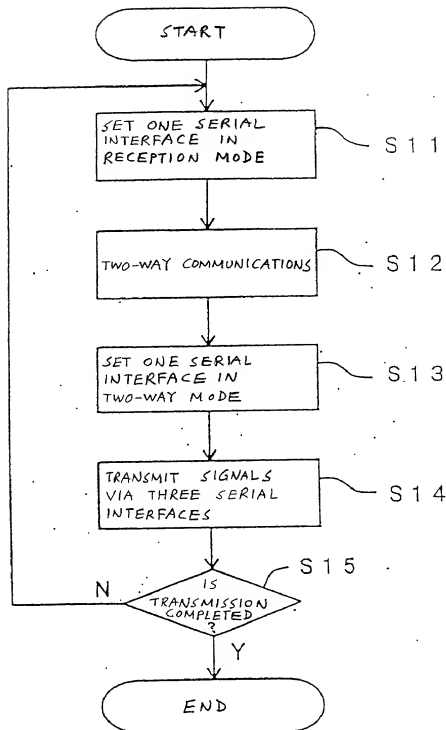 START
SET ONE SERIAL
INTERFACE IN
RECEPTION MODE
S11
TWO-WAY COMMUNICATIONS
S12
SET ONE SERIAL
INTERFACE IN
TWO-WAY MODE
S13
TRANSMIT SIGNALS
VIA THREE SERIAL
INTERFACES
S14
S15
N
IS
TRANSMISSION
COMPLETED
?
Y
END